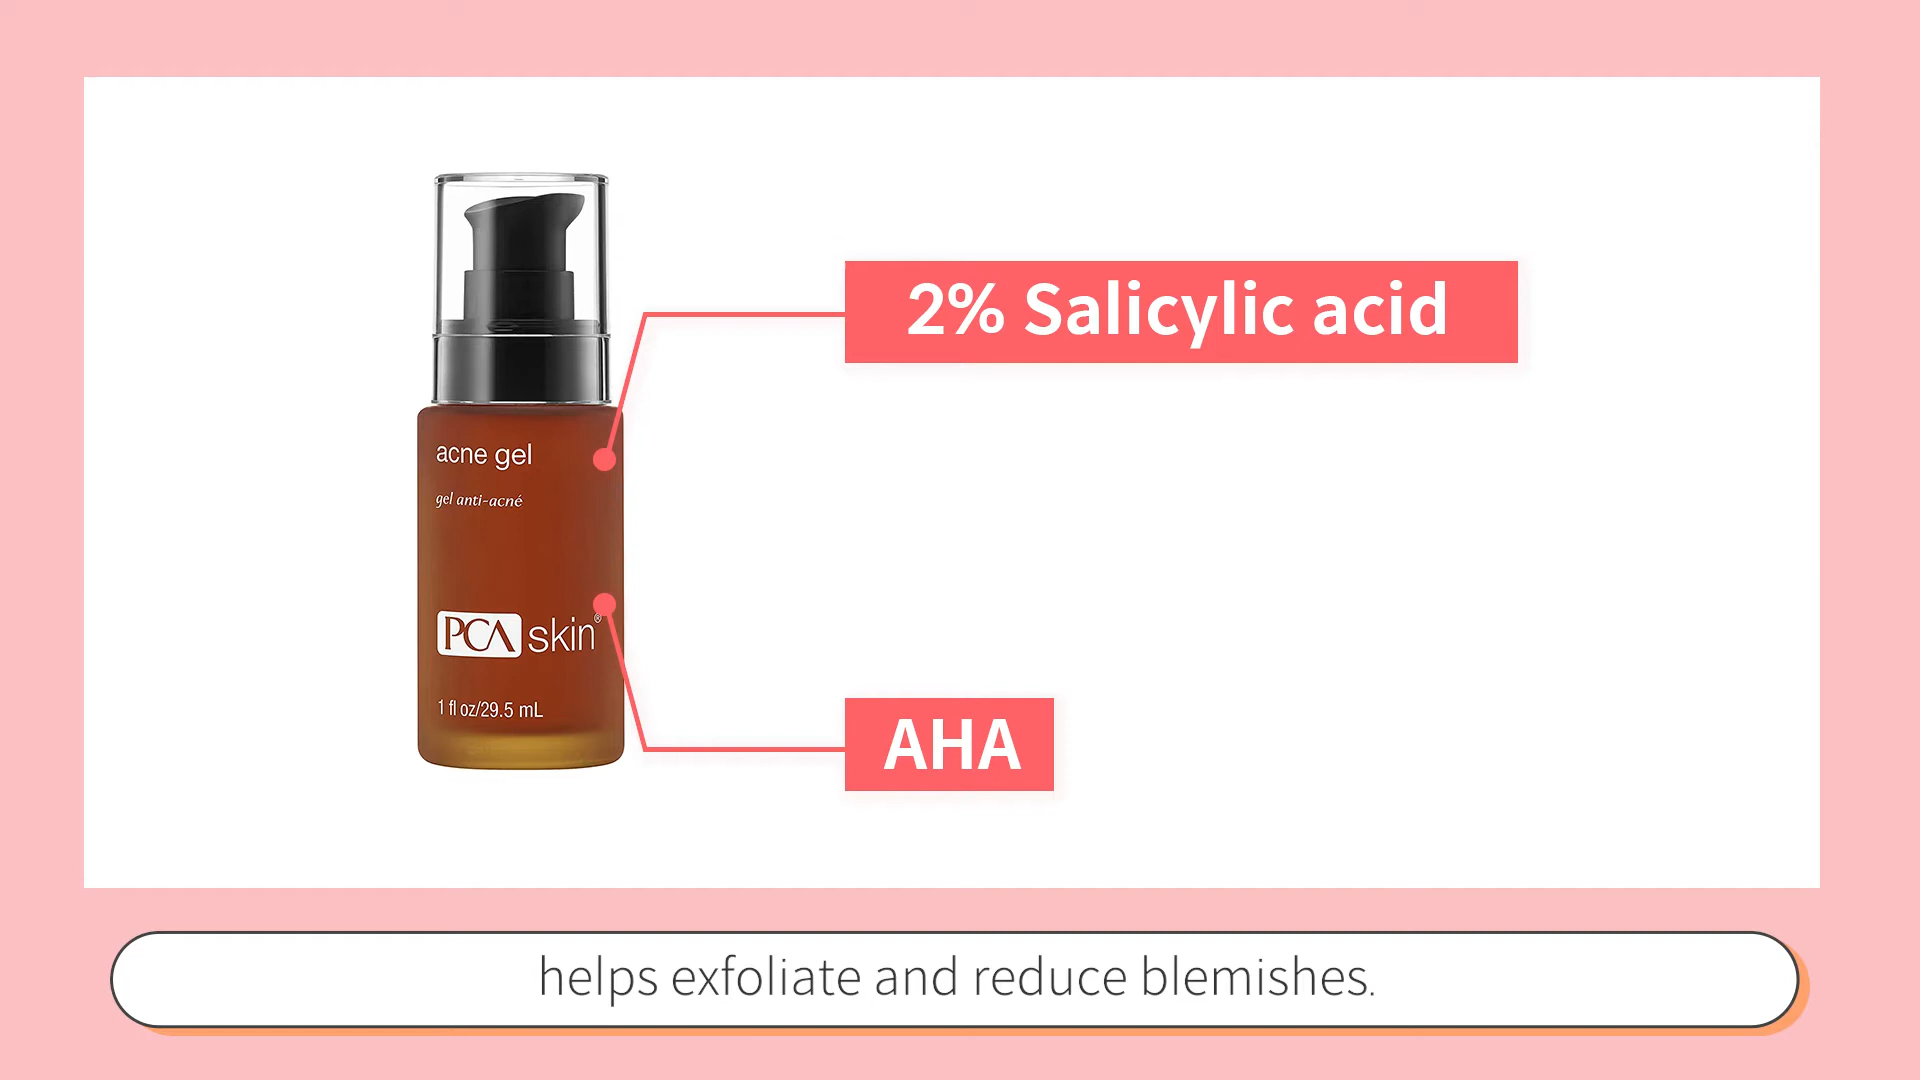 2% Salicylic acid
acne gel
gel anti-acné
PCA skin®
1 fl oz/29.5 mL
AHA
helps exfoliate and reduce blemishes.